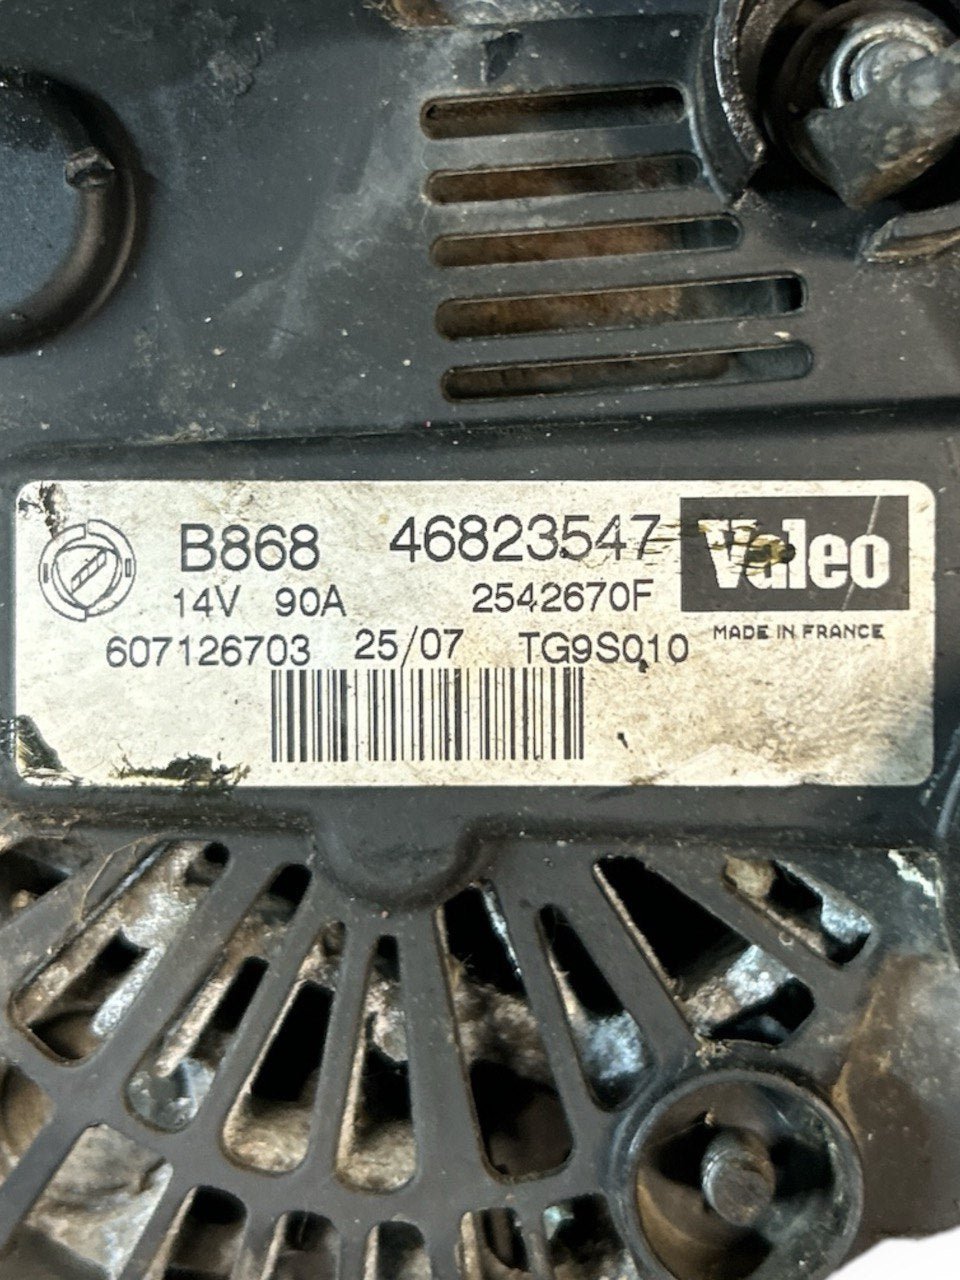 B868 46823547 Valeo
14V 90A 2542670F
MADE IN FRANCE
607126703 25/07 TG9S010